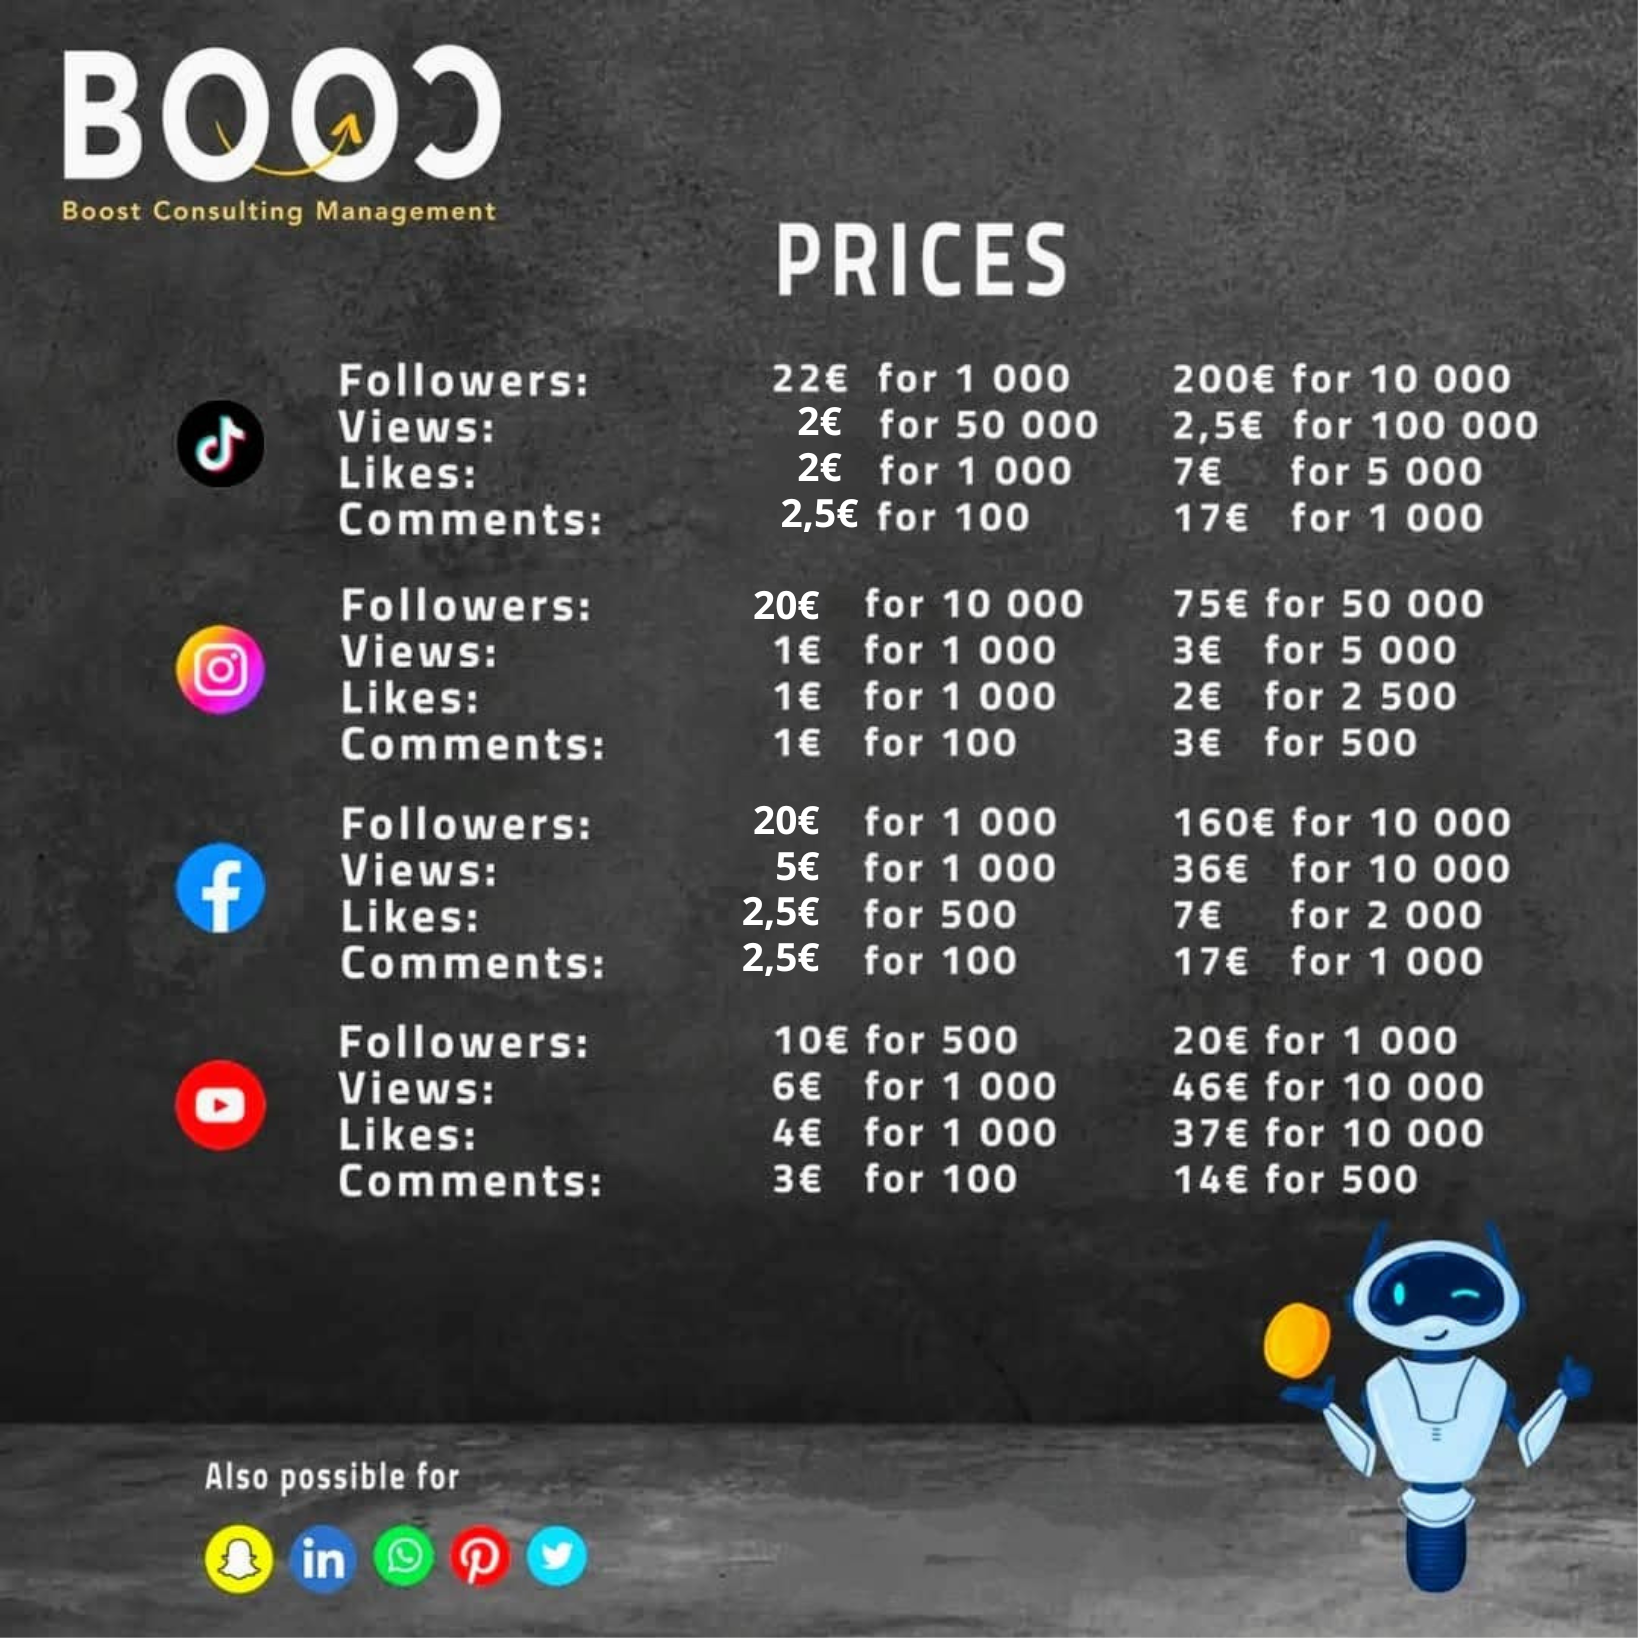 BOOC
Boost Consulting Management
PRICES
Followers: 22€ for 1 000 200€ for 10 000
Views: 2€ for 50 000 2,5€ for 100 000
Likes: 2€ for 1 000 7€ for 5 000
Comments: 2,5€ for 100 17€ for 1 000
Followers: 20€ for 10 000 75€ for 50 000
Views: 1€ for 1 000 3€ for 5 000
Likes: 1€ for 1 000 2€ for 2 500
Comments: 1€ for 100 3€ for 500
Followers: 20€ for 1 000 160€ for 10 000
Views: 5€ for 1 000 36€ for 10 000
Likes: 2,5€ for 500 7€ for 2 000
Comments: 2,5€ for 100 17€ for 1 000
Followers: 10€ for 500 20€ for 1 000
Views: 6€ for 1 000 46€ for 10 000
Likes: 4€ for 1 000 37€ for 10 000
Comments: 3€ for 100 14€ for 500
Also possible for
in